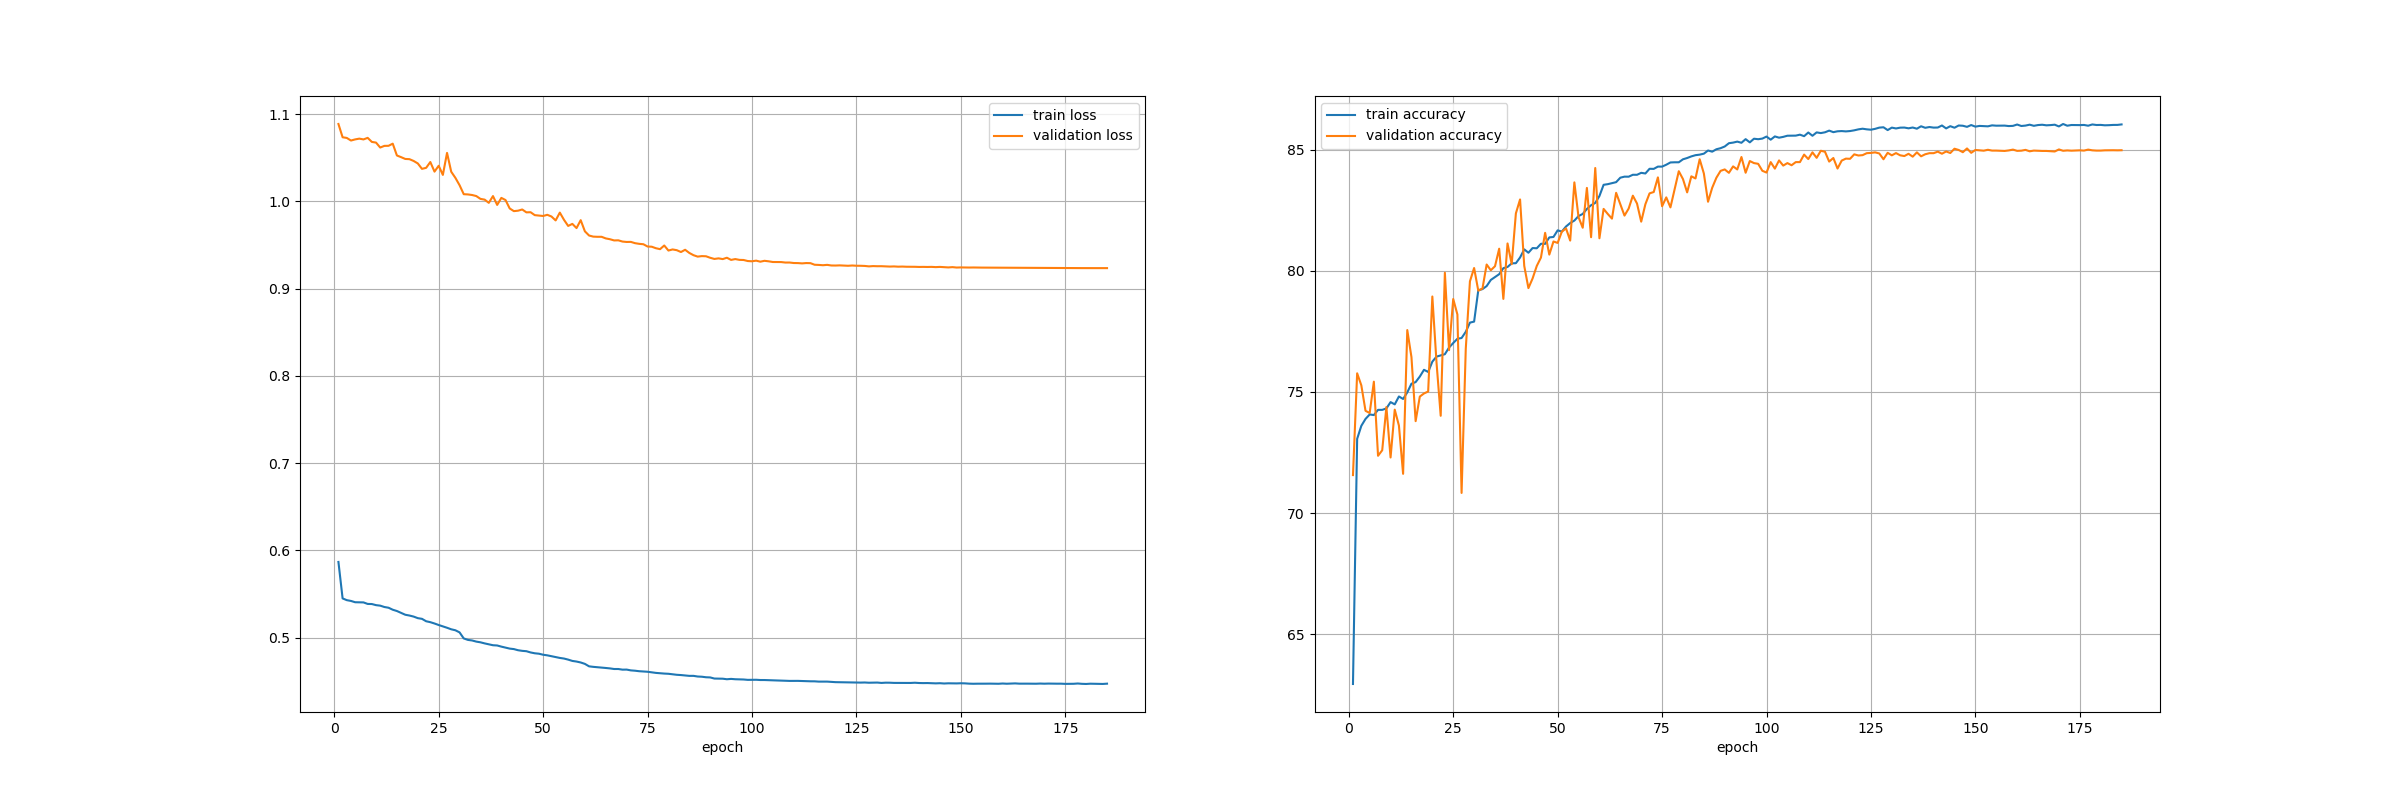 1.1
1.0
0.9
0.8
0.7
0.6
0.5
0 25 50 75 100 125 150 175
epoch
train loss
validation loss
85
80
75
70
65
0 25 50 75 100 125 150 175
epoch
train accuracy
validation accuracy